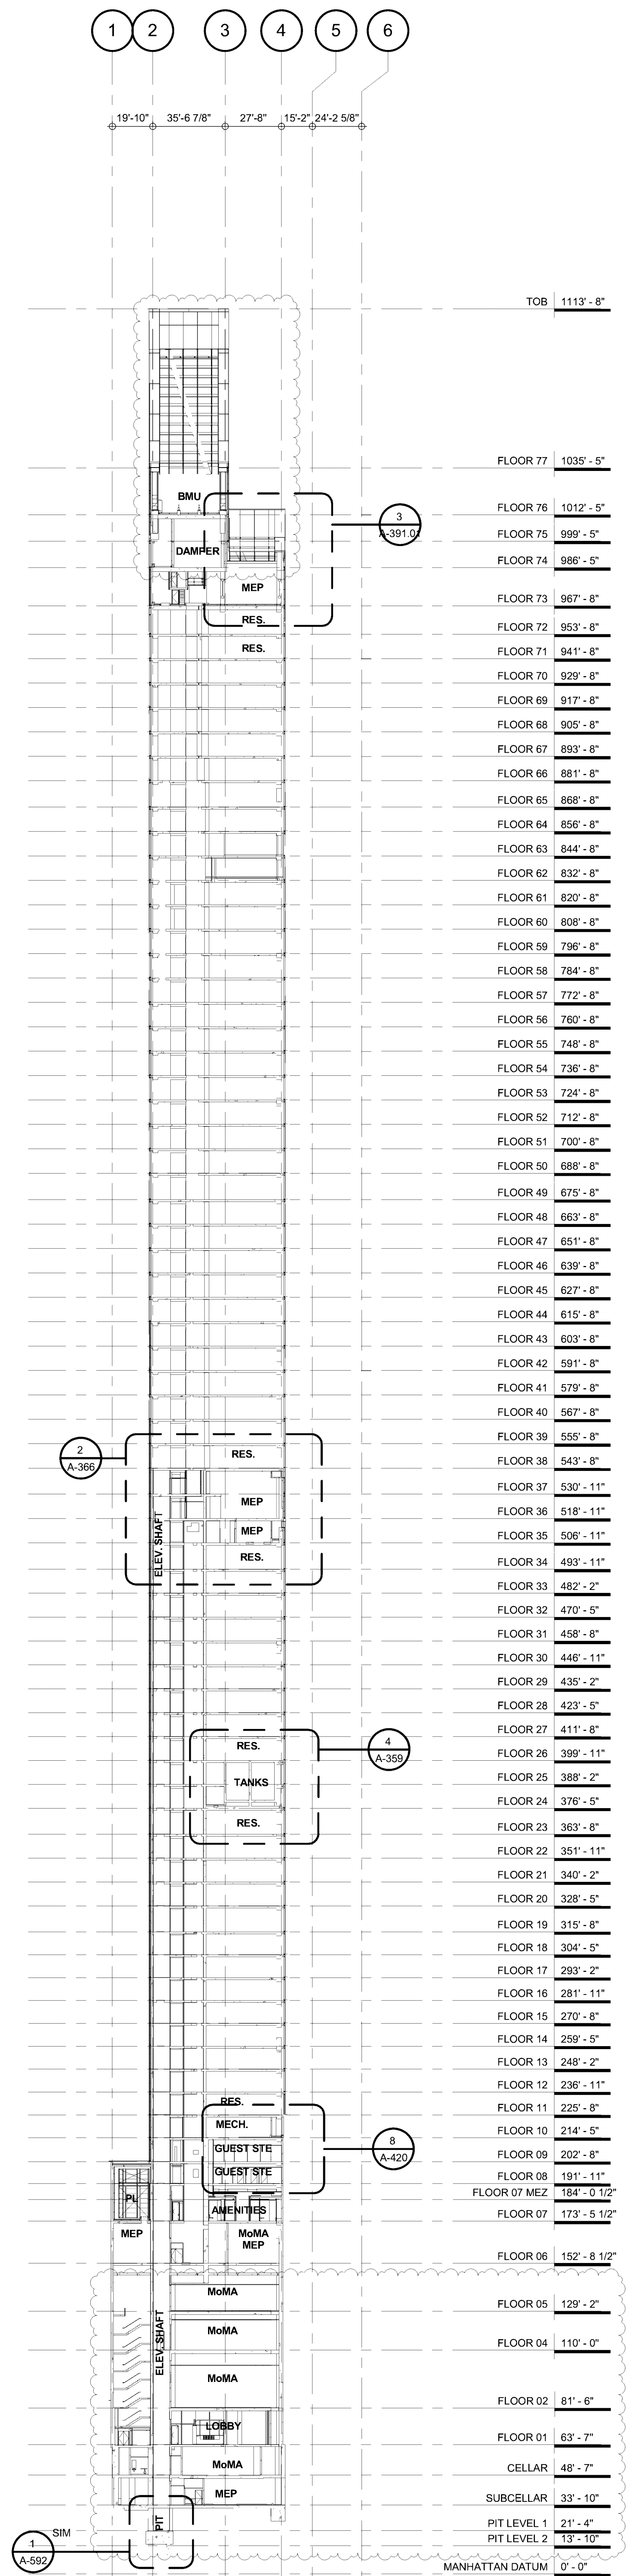 1 2 3 4 5 6
19'-10" 35'-6 7/8" 27'-8" 15'-2" 24'-2 5/8"
TOB 1113' - 8"
FLOOR 77 1035' - 5"
BMU
FLOOR 76 1012' - 5"
3
A-391.01
FLOOR 75 999' - 5"
DAMPER
FLOOR 74 986' - 5"
MEP
FLOOR 73 967' - 8"
RES.
FLOOR 72 953' - 8"
RES.
FLOOR 71 941' - 8"
FLOOR 70 929' - 8"
FLOOR 69 917' - 8"
FLOOR 68 905' - 8"
FLOOR 67 893' - 8"
FLOOR 66 881' - 8"
FLOOR 65 868' - 8"
FLOOR 64 856' - 8"
FLOOR 63 844' - 8"
FLOOR 62 832' - 8"
FLOOR 61 820' - 8"
FLOOR 60 808' - 8"
FLOOR 59 796' - 8"
FLOOR 58 784' - 8"
FLOOR 57 772' - 8"
FLOOR 56 760' - 8"
FLOOR 55 748' - 8"
FLOOR 54 736' - 8"
FLOOR 53 724' - 8"
FLOOR 52 712' - 8"
FLOOR 51 700' - 8"
FLOOR 50 688' - 8"
FLOOR 49 675' - 8"
FLOOR 48 663' - 8"
FLOOR 47 651' - 8"
FLOOR 46 639' - 8"
FLOOR 45 627' - 8"
FLOOR 44 615' - 8"
FLOOR 43 603' - 8"
FLOOR 42 591' - 8"
FLOOR 41 579' - 8"
FLOOR 40 567' - 8"
FLOOR 39 555' - 8"
2
A-366
RES.
FLOOR 38 543' - 8"
FLOOR 37 530' - 11"
MEP
FLOOR 36 518' - 11"
MEP
FLOOR 35 506' - 11"
ELEV. SHAFT
RES.
FLOOR 34 493' - 11"
FLOOR 33 482' - 2"
FLOOR 32 470' - 5"
FLOOR 31 458' - 8"
FLOOR 30 446' - 11"
FLOOR 29 435' - 2"
FLOOR 28 423' - 5"
FLOOR 27 411' - 8"
RES.
4
A-359
FLOOR 26 399' - 11"
FLOOR 25 388' - 2"
TANKS
FLOOR 24 376' - 5"
RES.
FLOOR 23 363' - 8"
FLOOR 22 351' - 11"
FLOOR 21 340' - 2"
FLOOR 20 328' - 5"
FLOOR 19 315' - 8"
FLOOR 18 304' - 5"
FLOOR 17 293' - 2"
FLOOR 16 281' - 11"
FLOOR 15 270' - 8"
FLOOR 14 259' - 5"
FLOOR 13 248' - 2"
FLOOR 12 236' - 11"
RES.
FLOOR 11 225' - 8"
MECH.
FLOOR 10 214' - 5"
8
A-420
GUEST STE
FLOOR 09 202' - 8"
GUEST STE
FLOOR 08 191' - 11"
FLOOR 07 MEZ 184' - 0 1/2"
PL
AMENITIES
FLOOR 07 173' - 5 1/2"
MEP
MoMA
MEP
FLOOR 06 152' - 8 1/2"
MoMA
FLOOR 05 129' - 2"
MoMA
ELEV. SHAFT
FLOOR 04 110' - 0"
MoMA
FLOOR 02 81' - 6"
LOBBY
FLOOR 01 63' - 7"
MoMA
CELLAR 48' - 7"
MEP
SUBCELLAR 33' - 10"
PIT
PIT LEVEL 1 21' - 4"
SIM
1
A-592
PIT LEVEL 2 13' - 10"
MANHATTAN DATUM 0' - 0"